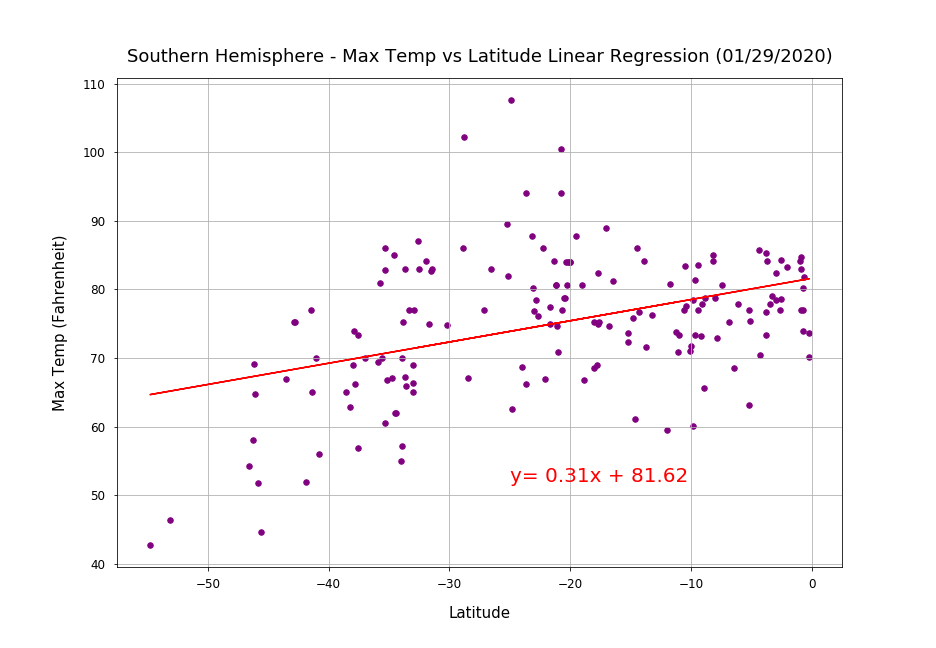 Southern Hemisphere - Max Temp vs Latitude Linear Regression (01/29/2020)
110
100
90
80
70
60
50
40
Max Temp (Fahrenheit)
y= 0.31x + 81.62
−50 −40 −30 −20 −10 0
Latitude